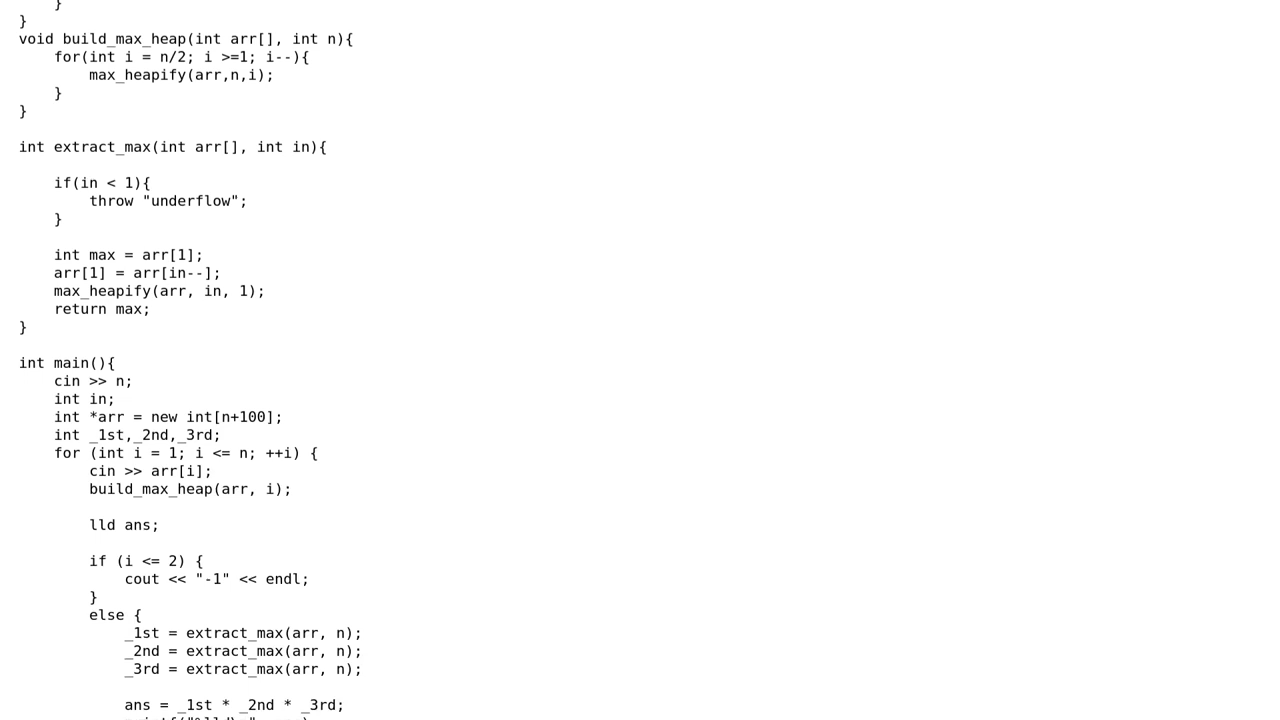 }
}
void build_max_heap(int arr[], int n){
    for(int i = n/2; i >=1; i--){
        max_heapify(arr,n,i);
    }
}

int extract_max(int arr[], int in){

    if(in < 1){
        throw "underflow";
    }

    int max = arr[1];
    arr[1] = arr[in--];
    max_heapify(arr, in, 1);
    return max;
}

int main(){
    cin >> n;
    int in;
    int *arr = new int[n+100];
    int _1st,_2nd,_3rd;
    for (int i = 1; i <= n; ++i) {
        cin >> arr[i];
        build_max_heap(arr, i);

        lld ans;

        if (i <= 2) {
            cout << "-1" << endl;
        }
        else {
            _1st = extract_max(arr, n);
            _2nd = extract_max(arr, n);
            _3rd = extract_max(arr, n);

            ans = _1st * _2nd * _3rd;